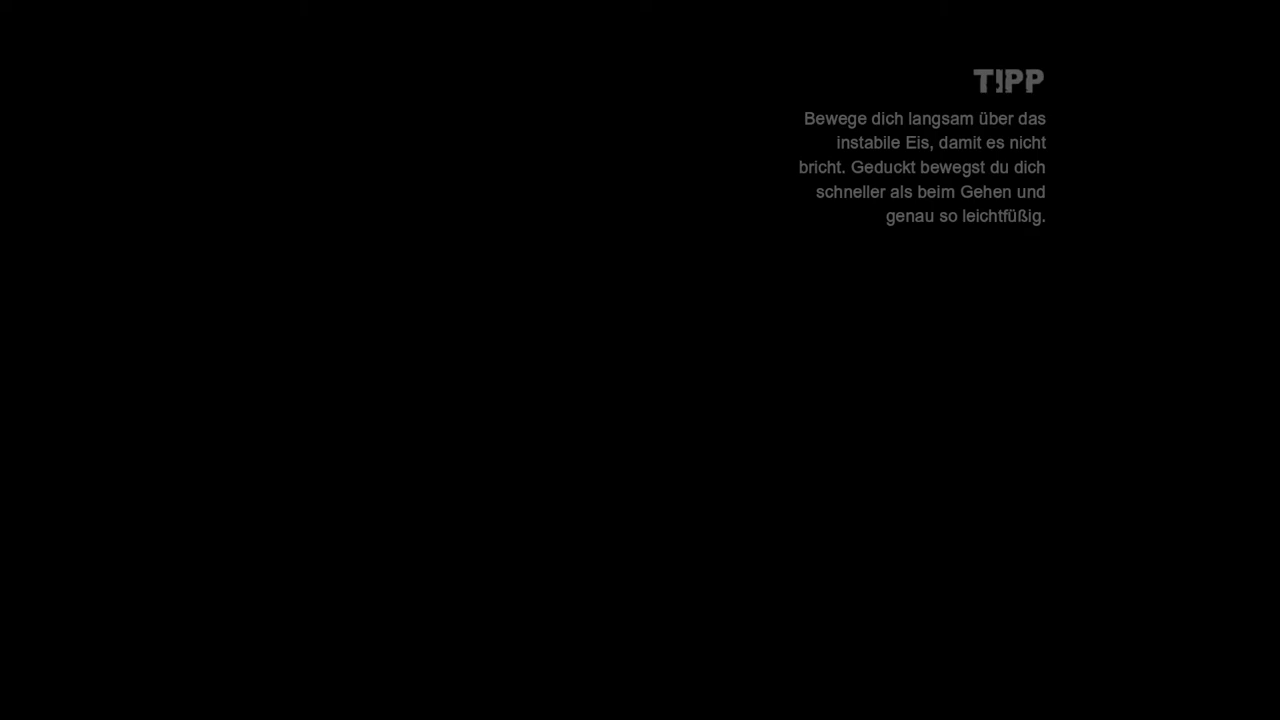 TIPP
Bewege dich langsam über das
instabile Eis, damit es nicht
bricht. Geduckt bewegst du dich
schneller als beim Gehen und
genau so leichtfüßig.